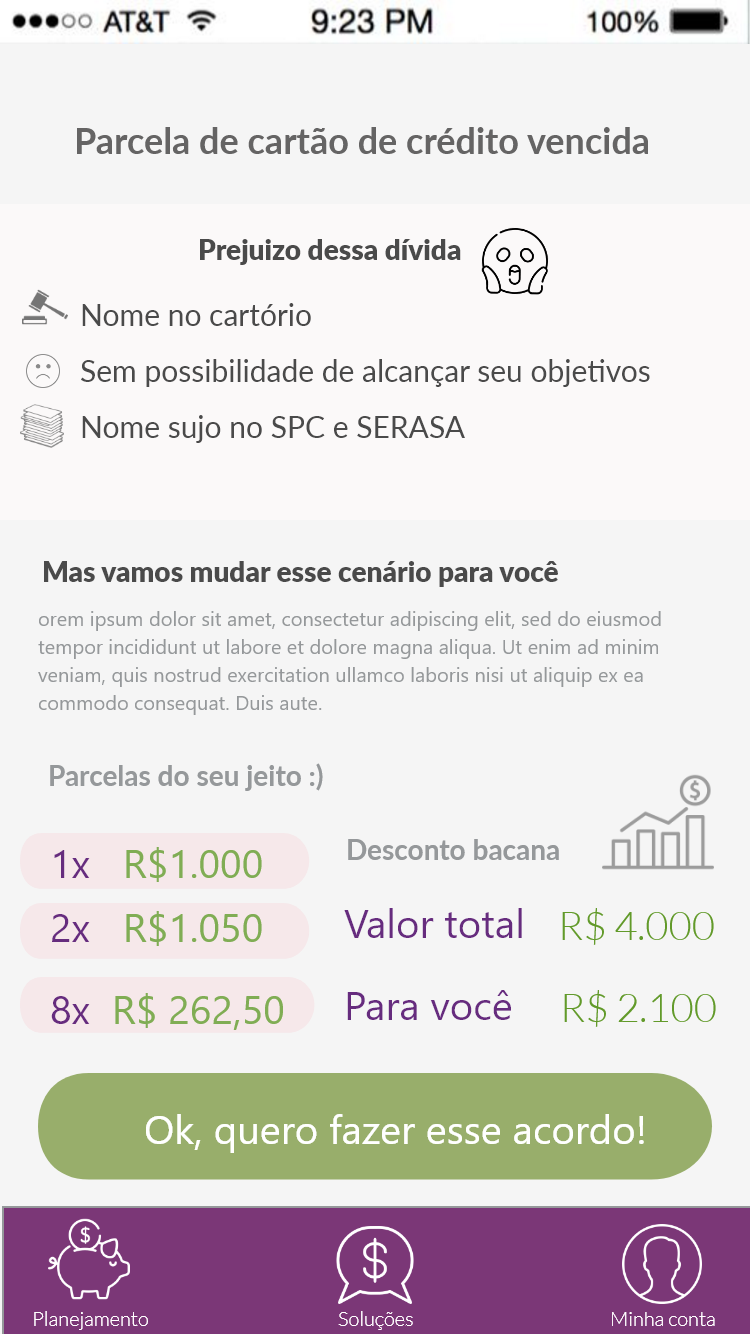 AT&T 9:23 PM 100%
Parcela de cartão de crédito vencida
Prejuizo dessa dívida
Nome no cartório
Sem possibilidade de alcançar seu objetivos
Nome sujo no SPC e SERASA
Mas vamos mudar esse cenário para você
orem ipsum dolor sit amet, consectetur adipiscing elit, sed do eiusmod
tempor incididunt ut labore et dolore magna aliqua. Ut enim ad minim
veniam, quis nostrud exercitation ullamco laboris nisi ut aliquip ex ea
commodo consequat. Duis aute.
Parcelas do seu jeito :)
$
1x R$1.000
2x R$1.050
8x R$ 262,50
Desconto bacana
Valor total R$ 4.000
Para você R$ 2.100
Ok, quero fazer esse acordo!
$
Planejamento
$
Soluções
Minha conta